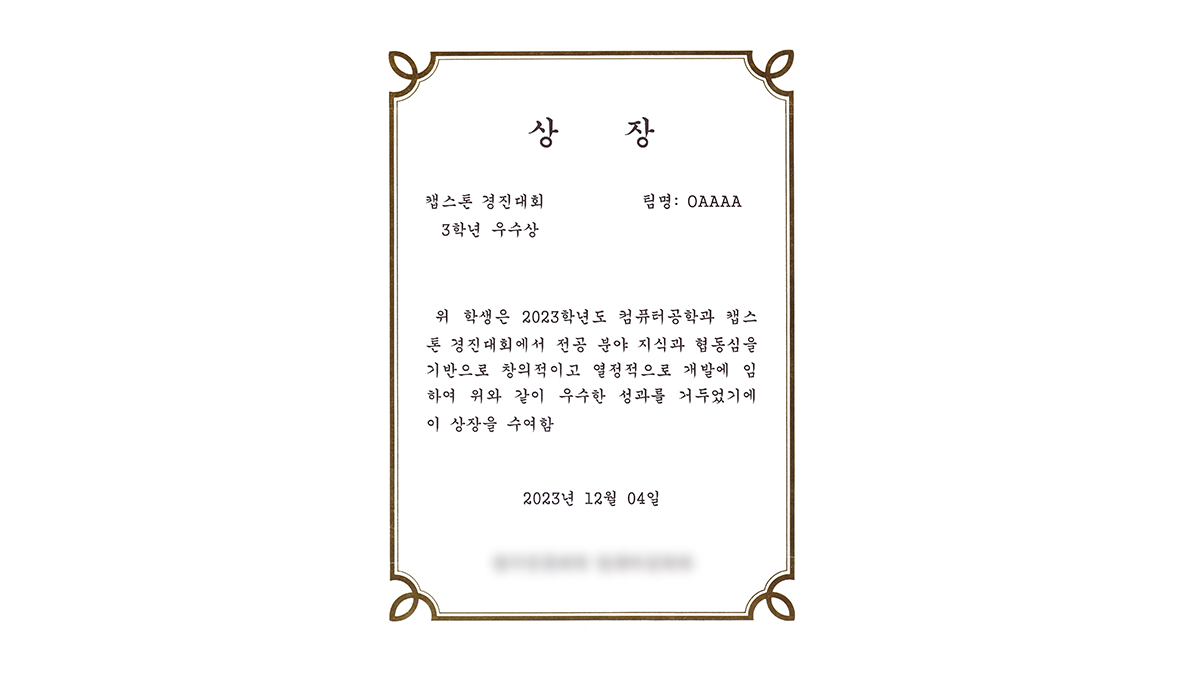 상 장
캡스톤 경진대회 팀명: OAAAA
3학년 우수상
위 학생은 2023학년도 컴퓨터공학과 캡스
톤 경진대회에서 전공 분야 지식과 협동심을
기반으로 창의적이고 열정적으로 개발에 임
하여 위와 같이 우수한 성과를 거두었기에
이 상장을 수여함
2023년 12월 04일